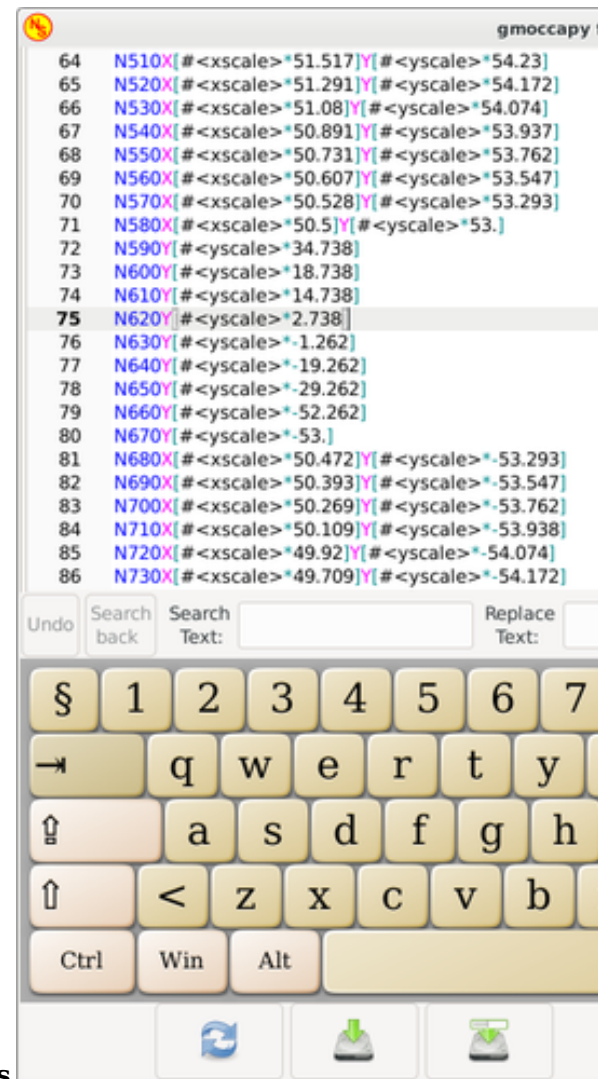 gmoccapy
64 N510X[#<xscale>*51.517]Y[#<yscale>*54.23]
65 N520X[#<xscale>*51.291]Y[#<yscale>*54.172]
66 N530X[#<xscale>*51.08]Y[#<yscale>*54.074]
67 N540X[#<xscale>*50.891]Y[#<yscale>*53.937]
68 N550X[#<xscale>*50.731]Y[#<yscale>*53.762]
69 N560X[#<xscale>*50.607]Y[#<yscale>*53.547]
70 N570X[#<xscale>*50.528]Y[#<yscale>*53.293]
71 N580X[#<xscale>*50.5]Y[#<yscale>*53.]
72 N590Y[#<yscale>*34.738]
73 N600Y[#<yscale>*18.738]
74 N610Y[#<yscale>*14.738]
75 N620Y[#<yscale>*2.738]
76 N630Y[#<yscale>*-1.262]
77 N640Y[#<yscale>*-19.262]
78 N650Y[#<yscale>*-29.262]
79 N660Y[#<yscale>*-52.262]
80 N670Y[#<yscale>*-53.]
81 N680X[#<xscale>*50.472]Y[#<yscale>*-53.293]
82 N690X[#<xscale>*50.393]Y[#<yscale>*-53.547]
83 N700X[#<xscale>*50.269]Y[#<yscale>*-53.762]
84 N710X[#<xscale>*50.109]Y[#<yscale>*-53.938]
85 N720X[#<xscale>*49.92]Y[#<yscale>*-54.074]
86 N730X[#<xscale>*49.709]Y[#<yscale>*-54.172]
Undo Search back Search Text: Replace Text:
§ 1 2 3 4 5 6 7
⇥ q w e r t y
⇪ a s d f g h
⇧ < z x c v b
Ctrl Win Alt